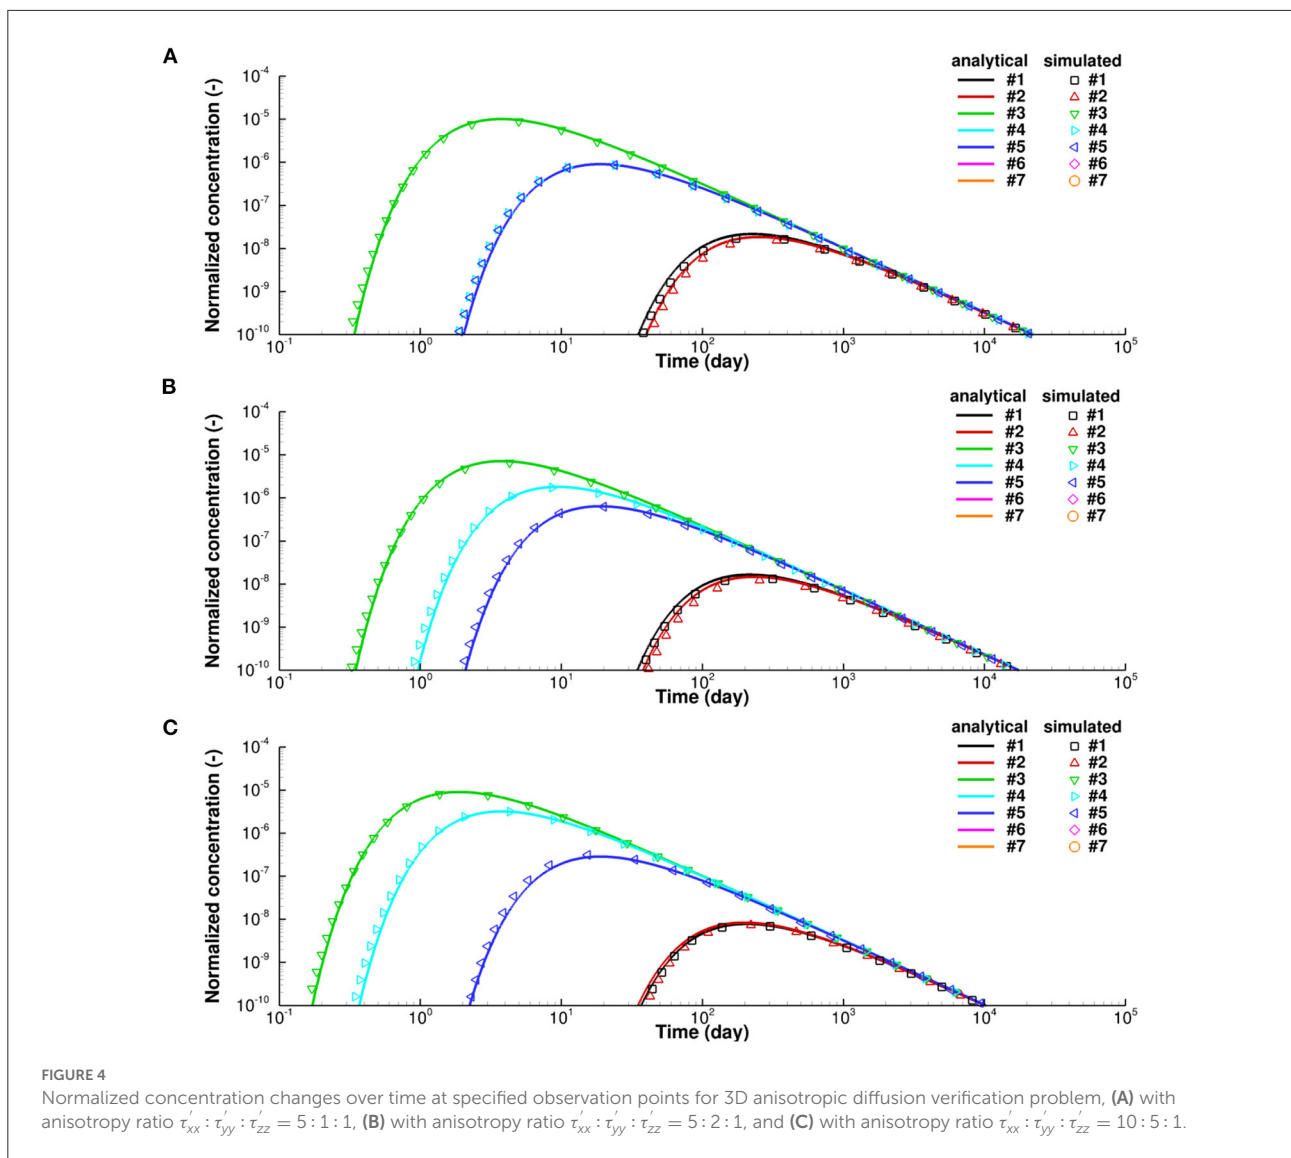 A
analytical simulated
#1 #1
#2 #2
#3 #3
#4 #4
#5 #5
#6 #6
#7 #7
Normalized concentration (-)
10^-4
10^-5
10^-6
10^-7
10^-8
10^-9
10^-10
10^-1 10^0 10^1 10^2 10^3 10^4 10^5
Time (day)
B
analytical simulated
#1 #1
#2 #2
#3 #3
#4 #4
#5 #5
#6 #6
#7 #7
Normalized concentration (-)
10^-4
10^-5
10^-6
10^-7
10^-8
10^-9
10^-10
10^-1 10^0 10^1 10^2 10^3 10^4 10^5
Time (day)
C
analytical simulated
#1 #1
#2 #2
#3 #3
#4 #4
#5 #5
#6 #6
#7 #7
Normalized concentration (-)
10^-4
10^-5
10^-6
10^-7
10^-8
10^-9
10^-10
10^-1 10^0 10^1 10^2 10^3 10^4 10^5
Time (day)
FIGURE 4
Normalized concentration changes over time at specified observation points for 3D anisotropic diffusion verification problem, (A) with
anisotropy ratio τ′xx : τ′yy : τ′zz = 5 : 1 : 1, (B) with anisotropy ratio τ′xx : τ′yy : τ′zz = 5 : 2 : 1, and (C) with anisotropy ratio τ′xx : τ′yy : τ′zz = 10 : 5 : 1.